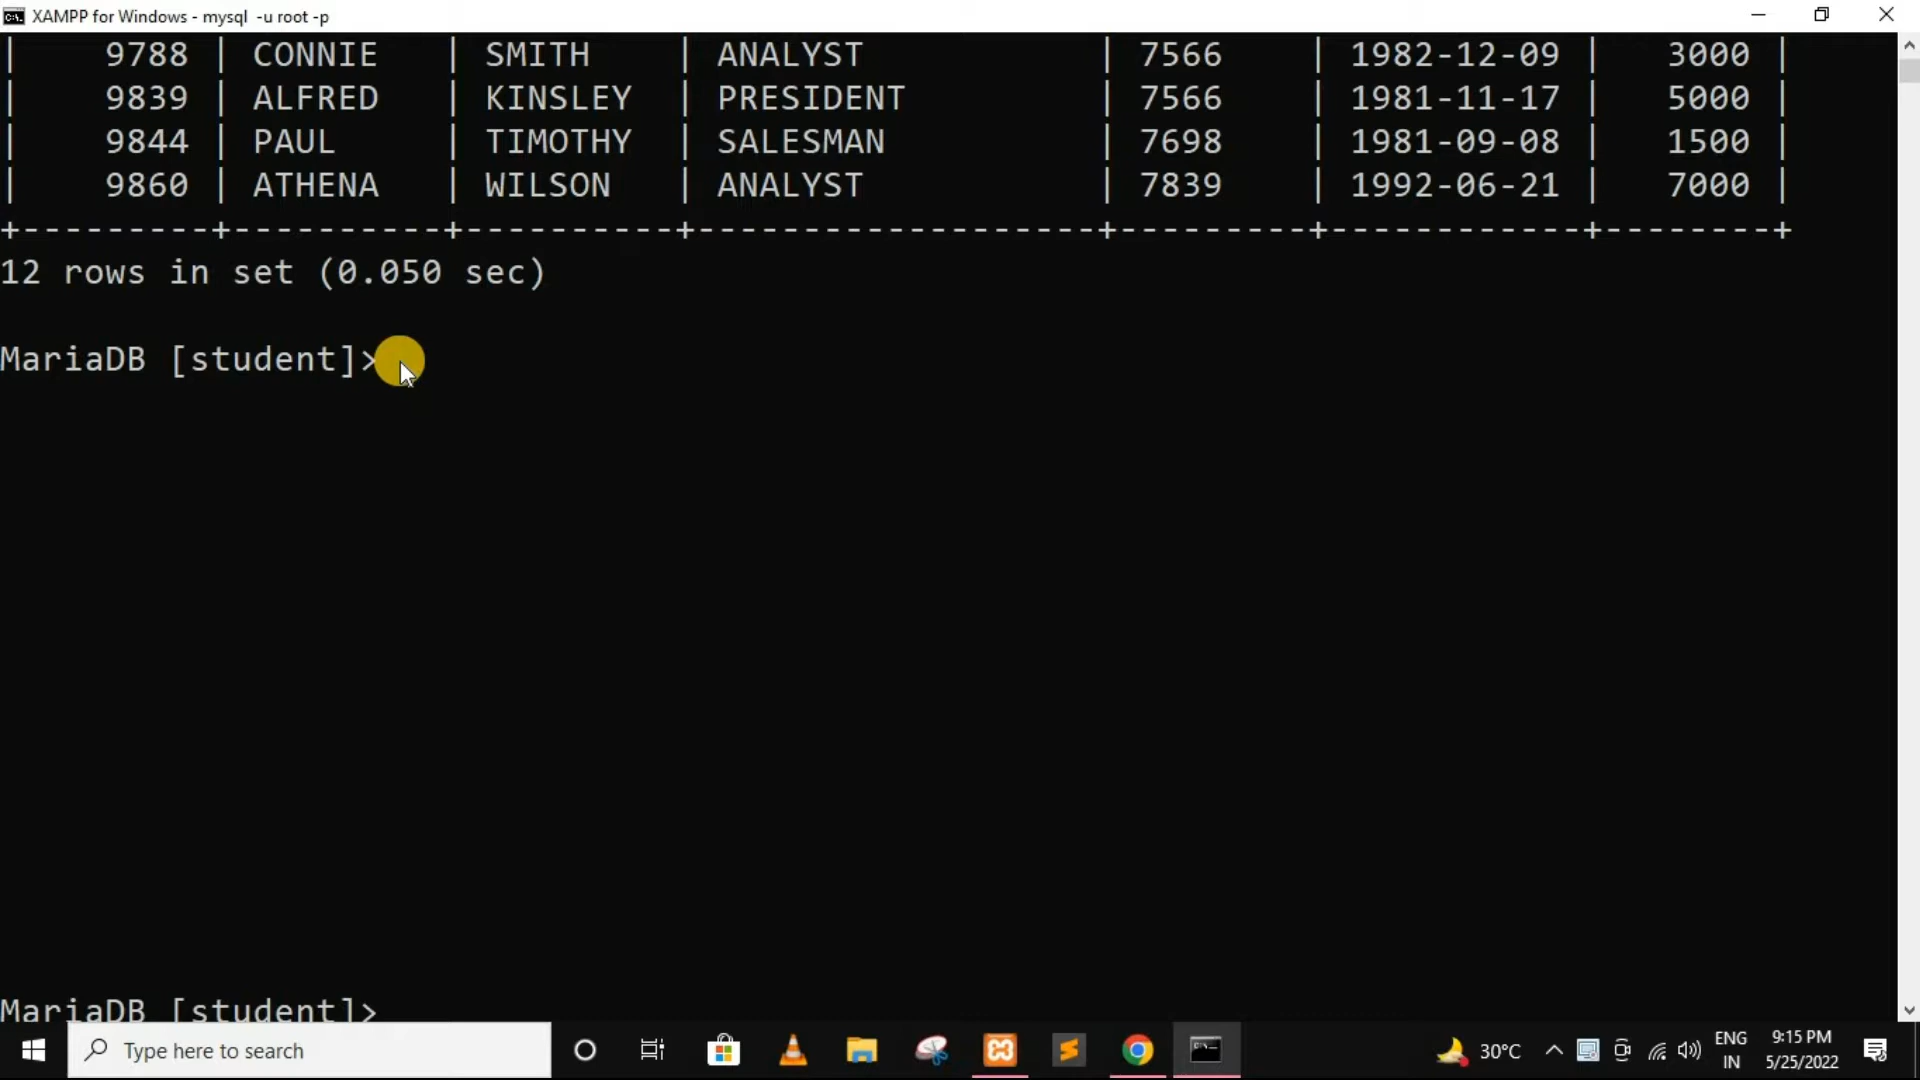 XAMPP for Windows - mysql -u root -p
| 9788 | CONNIE | SMITH | ANALYST | 7566 | 1982-12-09 | 3000 |
| 9839 | ALFRED | KINSLEY | PRESIDENT | 7566 | 1981-11-17 | 5000 |
| 9844 | PAUL | TIMOTHY | SALESMAN | 7698 | 1981-09-08 | 1500 |
| 9860 | ATHENA | WILSON | ANALYST | 7839 | 1992-06-21 | 7000 |
+---------+----------+----------+-------------------+---------+------------+--------+
12 rows in set (0.050 sec)
MariaDB [student]>
MariaDB [student]>
Type here to search
30°C
ENG
IN
9:15 PM
5/25/2022